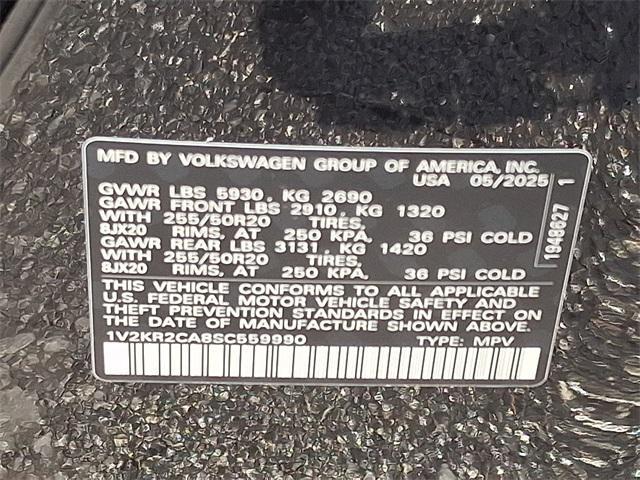 MFD BY VOLKSWAGEN GROUP OF AMERICA, INC.
USA 05/2025
GVWR LBS 5930, KG 2690
GAWR FRONT LBS 2910, KG 1320
WITH 255/50R20 TIRES,
8JX20 RIMS, AT 250 KPA, 36 PSI COLD
GAWR REAR LBS 3131, KG 1420
WITH 255/50R20 TIRES,
8JX20 RIMS, AT 250 KPA, 36 PSI COLD
THIS VEHICLE CONFORMS TO ALL APPLICABLE
U.S. FEDERAL MOTOR VEHICLE SAFETY AND
THEFT PREVENTION STANDARDS IN EFFECT ON
THE DATE OF MANUFACTURE SHOWN ABOVE.
1V2KR2CA8SC559990 TYPE: MPV
1948627 1